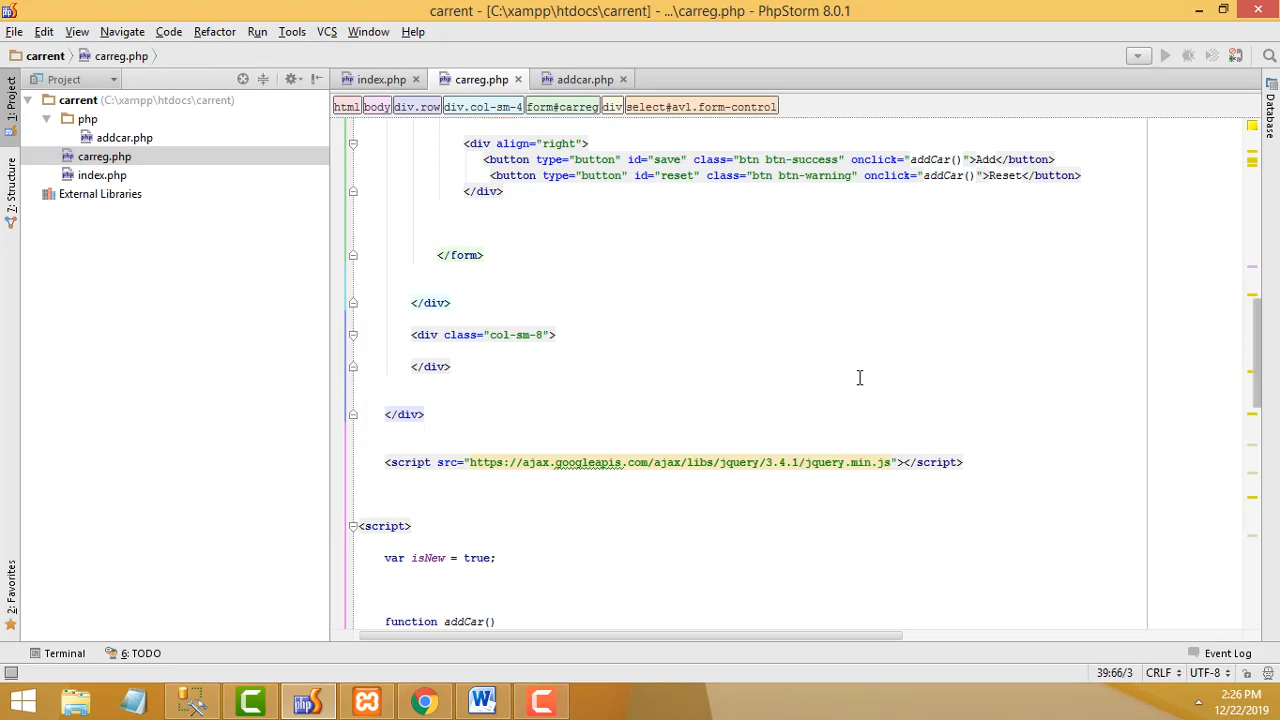 carrent - [C:\xampp\htdocs\carrent] - ...\carreg.php - PhpStorm 8.0.1
File Edit View Navigate Code Refactor Run Tools VCS Window Help
carrent carreg.php
Project
index.php
carreg.php
addcar.php
html body div.row div.col-sm-4 form#carreg div select#avl.form-control
carrent (C:\xampp\htdocs\carrent)
php
addcar.php
carreg.php
index.php
External Libraries
1: Project
7: Structure
2: Favorites
Database
<div align="right">
<button type="button" id="save" class="btn btn-success" onclick="addCar()">Add</button>
<button type="button" id="reset" class="btn btn-warning" onclick="addCar()">Reset</button>
</div>
</form>
</div>
<div class="col-sm-8">
</div>
</div>
<script src="https://ajax.googleapis.com/ajax/libs/jquery/3.4.1/jquery.min.js"></script>
<script>
var isNew = true;
function addCar()
Terminal 6: TODO Event Log
39:66/3 CRLF UTF-8
2:26 PM
12/22/2019